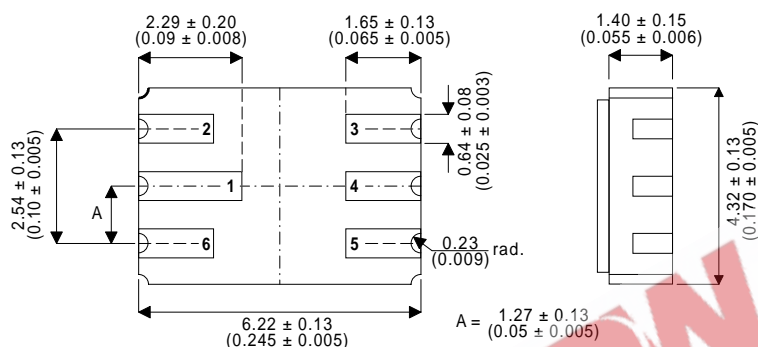 2.29 ± 0.20
(0.09 ± 0.008)
1.65 ± 0.13
(0.065 ± 0.005)
1.40 ± 0.15
(0.055 ± 0.006)
2
3
0.64 ± 0.08
(0.025 ± 0.003)
2.54 ± 0.13
(0.10 ± 0.005)
A
1
4
4.32 ± 0.13
(0.170 ± 0.005)
6
5
0.23
(0.009)
rad.
6.22 ± 0.13
(0.245 ± 0.005)
A = 1.27 ± 0.13
(0.05 ± 0.005)